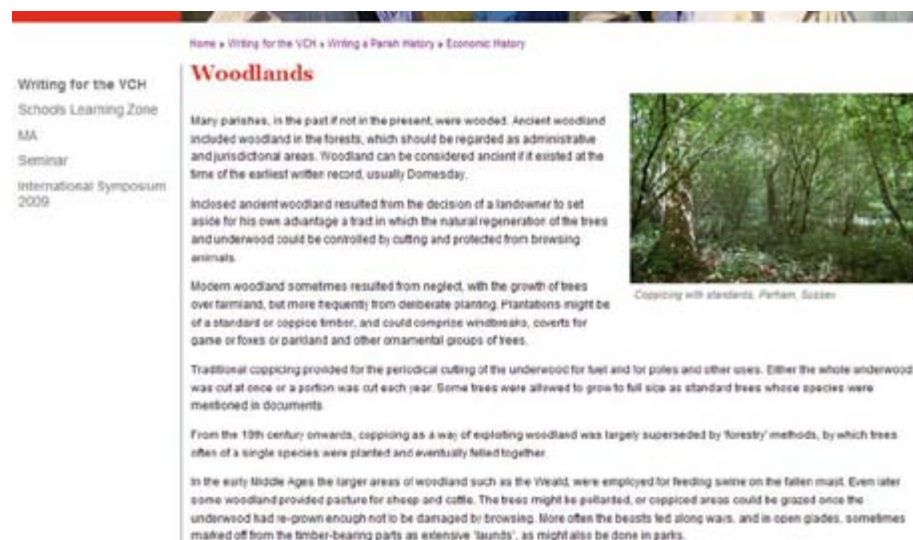 Home » Writing for the VCH » Writing a Parish History » Economic History
Writing for the VCH
Schools Learning Zone
MA
Seminar
International Symposium
2009
Woodlands
Many parishes, in the past if not in the present, were wooded. Ancient woodland
included woodland in the forests, which should be regarded as administrative
and jurisdictional areas. Woodland can be considered ancient if it existed at the
time of the earliest written record, usually Domesday.
Inclosed ancient woodland resulted from the decision of a landowner to set
aside for his own advantage a tract in which the natural regeneration of the trees
and underwood could be controlled by cutting and protected from browsing
animals.
Modern woodland sometimes resulted from neglect, with the growth of trees
over farmland, but more frequently from deliberate planting. Plantations might be
of a standard or coppice timber, and could comprise windbreaks, coverts for
game or foxes or parkland and other ornamental groups of trees.
Coppicing with standards, Parham, Sussex
Traditional coppicing provided for the periodical cutting of the underwood for fuel and for poles and other uses. Either the whole underwood
was cut at once or a portion was cut each year. Some trees were allowed to grow to full size as standard trees whose species were
mentioned in documents.
From the 19th century onwards, coppicing as a way of exploiting woodland was largely superseded by 'forestry' methods, by which trees
often of a single species were planted and eventually felled together.
In the early Middle Ages the larger areas of woodland such as the Weald, were employed for feeding swine on the fallen mast. Even later
some woodland provided pasture for sheep and cattle. The trees might be pollarded, or coppiced areas could be grazed once the
underwood had re-grown enough not to be damaged by browsing. More often the beasts fed along ways, and in open glades, sometimes
marked off from the timber-bearing parts as extensive 'launds', as might also be done in parks.